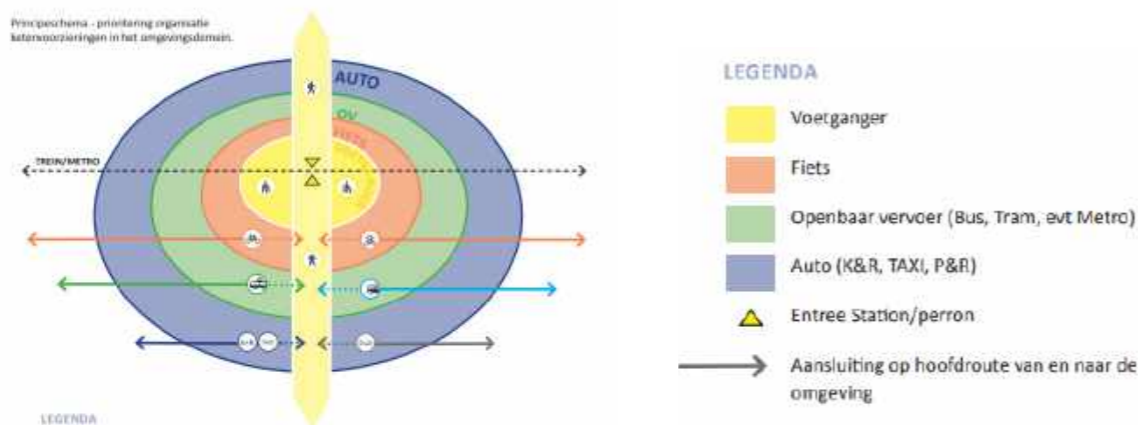 Principeschema - prioritering organisatie
ketenvoorzieningen in het omgevingsdomein.
AUTO
OV
FIETS
TREIN/METRO
LEGENDA
LEGENDA
Voetganger
Fiets
Openbaar vervoer (Bus, Tram, evt Metro)
Auto (K&R, TAXI, P&R)
Entree Station/perron
Aansluiting op hoofdroute van en naar de
omgeving